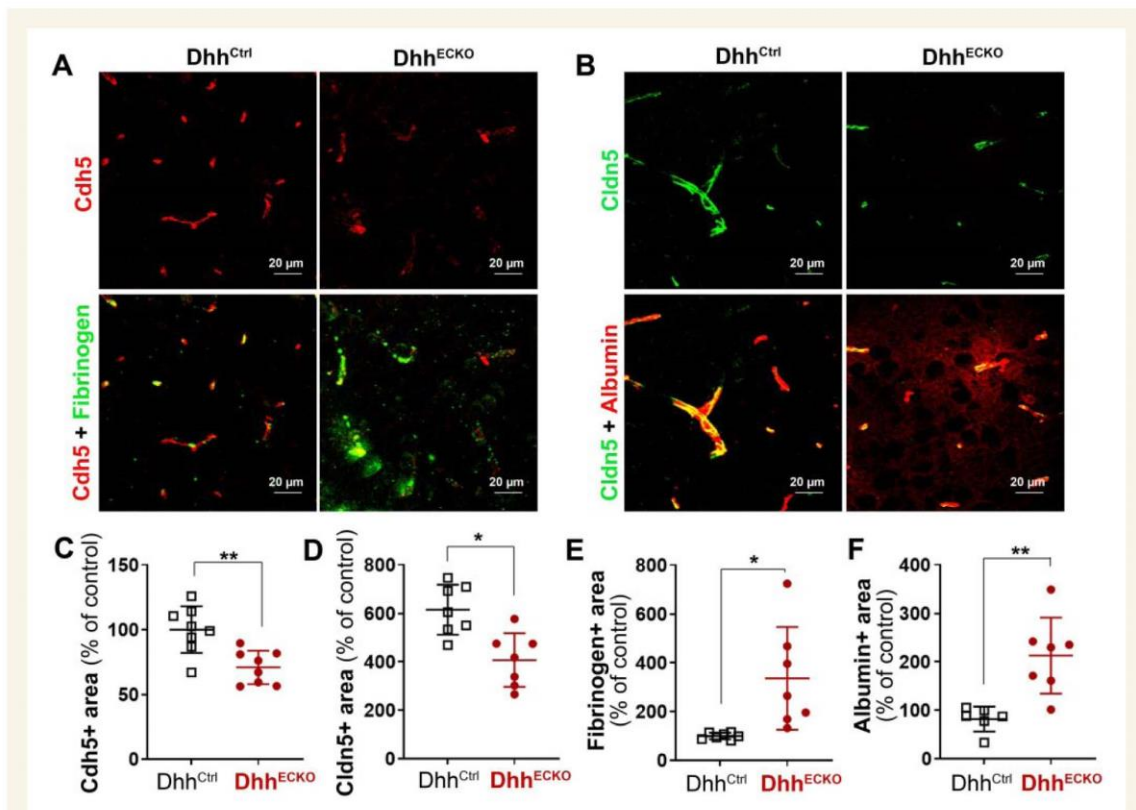 Dhh^Ctrl Dhh^ECKO Dhh^Ctrl Dhh^ECKO
A
B
Cdh5
20 µm
20 µm
Cldn5
20 µm
20 µm
Cdh5 + Fibrinogen
20 µm
20 µm
Cldn5 + Albumin
20 µm
20 µm
C
Cdh5+ area (% of control)
150
100
50
0
**
Dhh^Ctrl Dhh^ECKO
D
Cldn5+ area (% of control)
800
600
400
200
0
*
Dhh^Ctrl Dhh^ECKO
E
Fibrinogen+ area
(% of control)
800
600
400
200
0
*
Dhh^Ctrl Dhh^ECKO
F
Albumin+ area
(% of control)
400
300
200
100
0
**
Dhh^Ctrl Dhh^ECKO